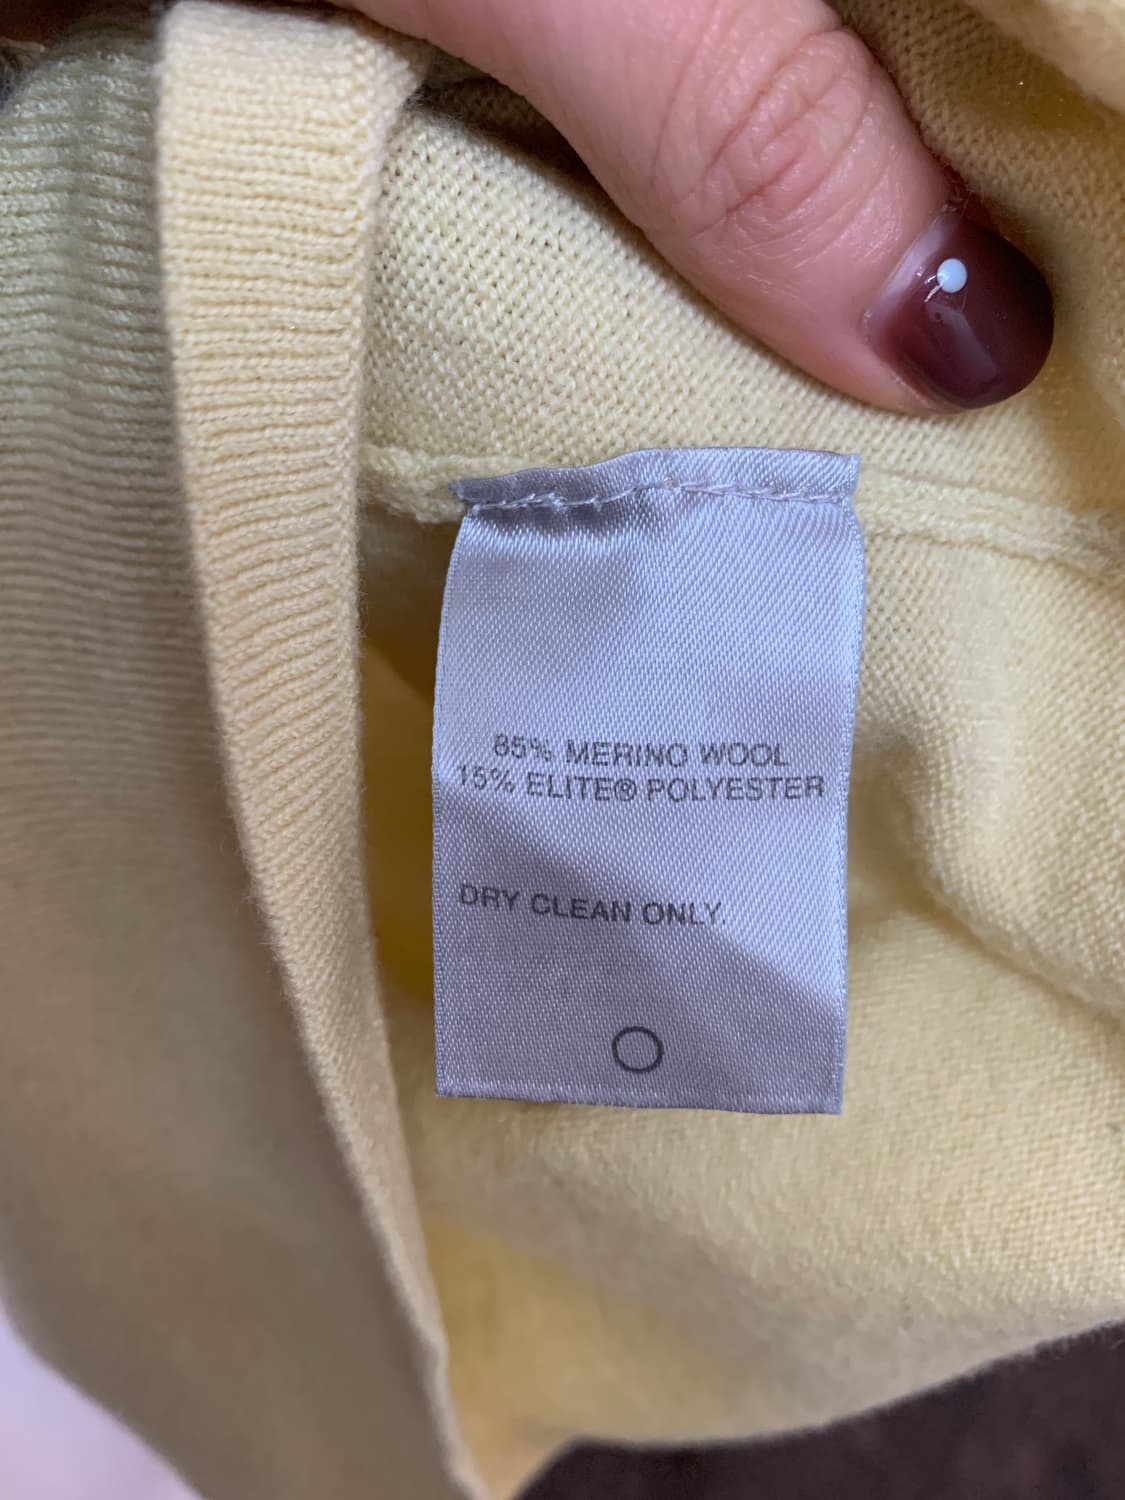 85% MERINO WOOL
15% ELITE® POLYESTER
DRY CLEAN ONLY.